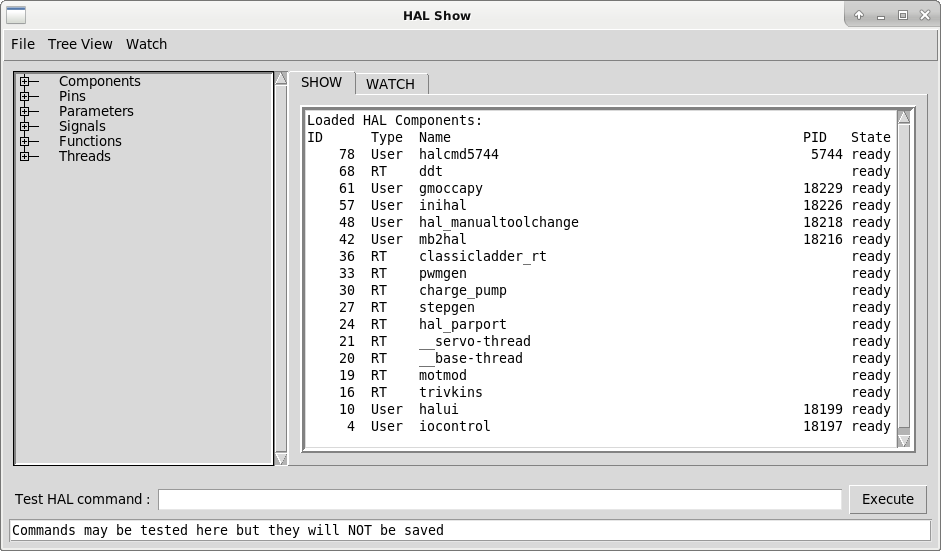 HAL Show
File Tree View Watch
Components
Pins
Parameters
Signals
Functions
Threads
SHOW WATCH
Loaded HAL Components:
ID Type Name PID State
78 User halcmd5744 5744 ready
68 RT ddt ready
61 User gmoccapy 18229 ready
57 User inihal 18226 ready
48 User hal_manualtoolchange 18218 ready
42 User mb2hal 18216 ready
36 RT classicladder_rt ready
33 RT pwmgen ready
30 RT charge_pump ready
27 RT stepgen ready
24 RT hal_parport ready
21 RT __servo-thread ready
20 RT __base-thread ready
19 RT motmod ready
16 RT trivkins ready
10 User halui 18199 ready
4 User iocontrol 18197 ready
Test HAL command : Execute
Commands may be tested here but they will NOT be saved